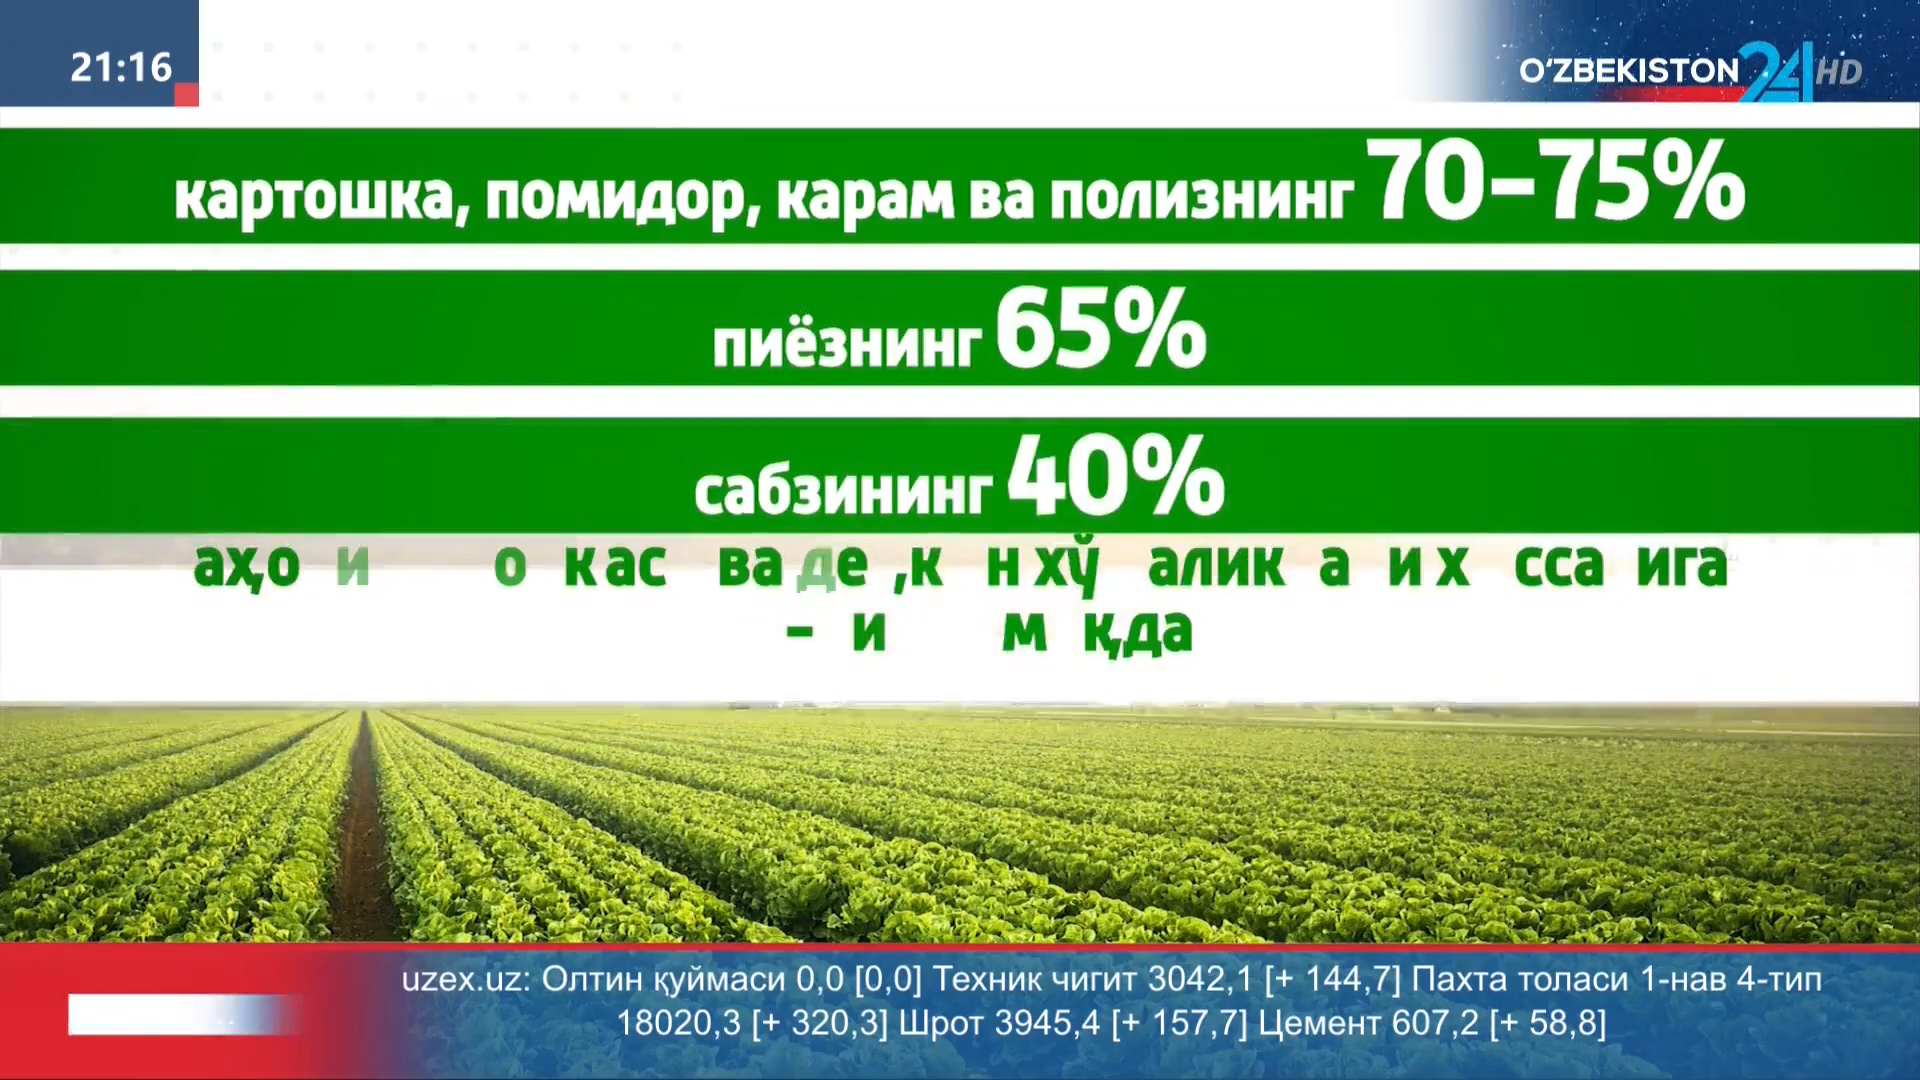 21:16
O‘ZBEKISTON 24 HD
картошка, помидор, карам ва полизнинг 70-75%
пиёзнинг 65%
сабзининг 40%
ва
uzex.uz: Олтин қуймаси 0,0 [0,0] Техник чигит 3042,1 [+ 144,7] Пахта толаси 1-нав 4-тип
18020,3 [+ 320,3] Шрот 3945,4 [+ 157,7] Цемент 607,2 [+ 58,8]